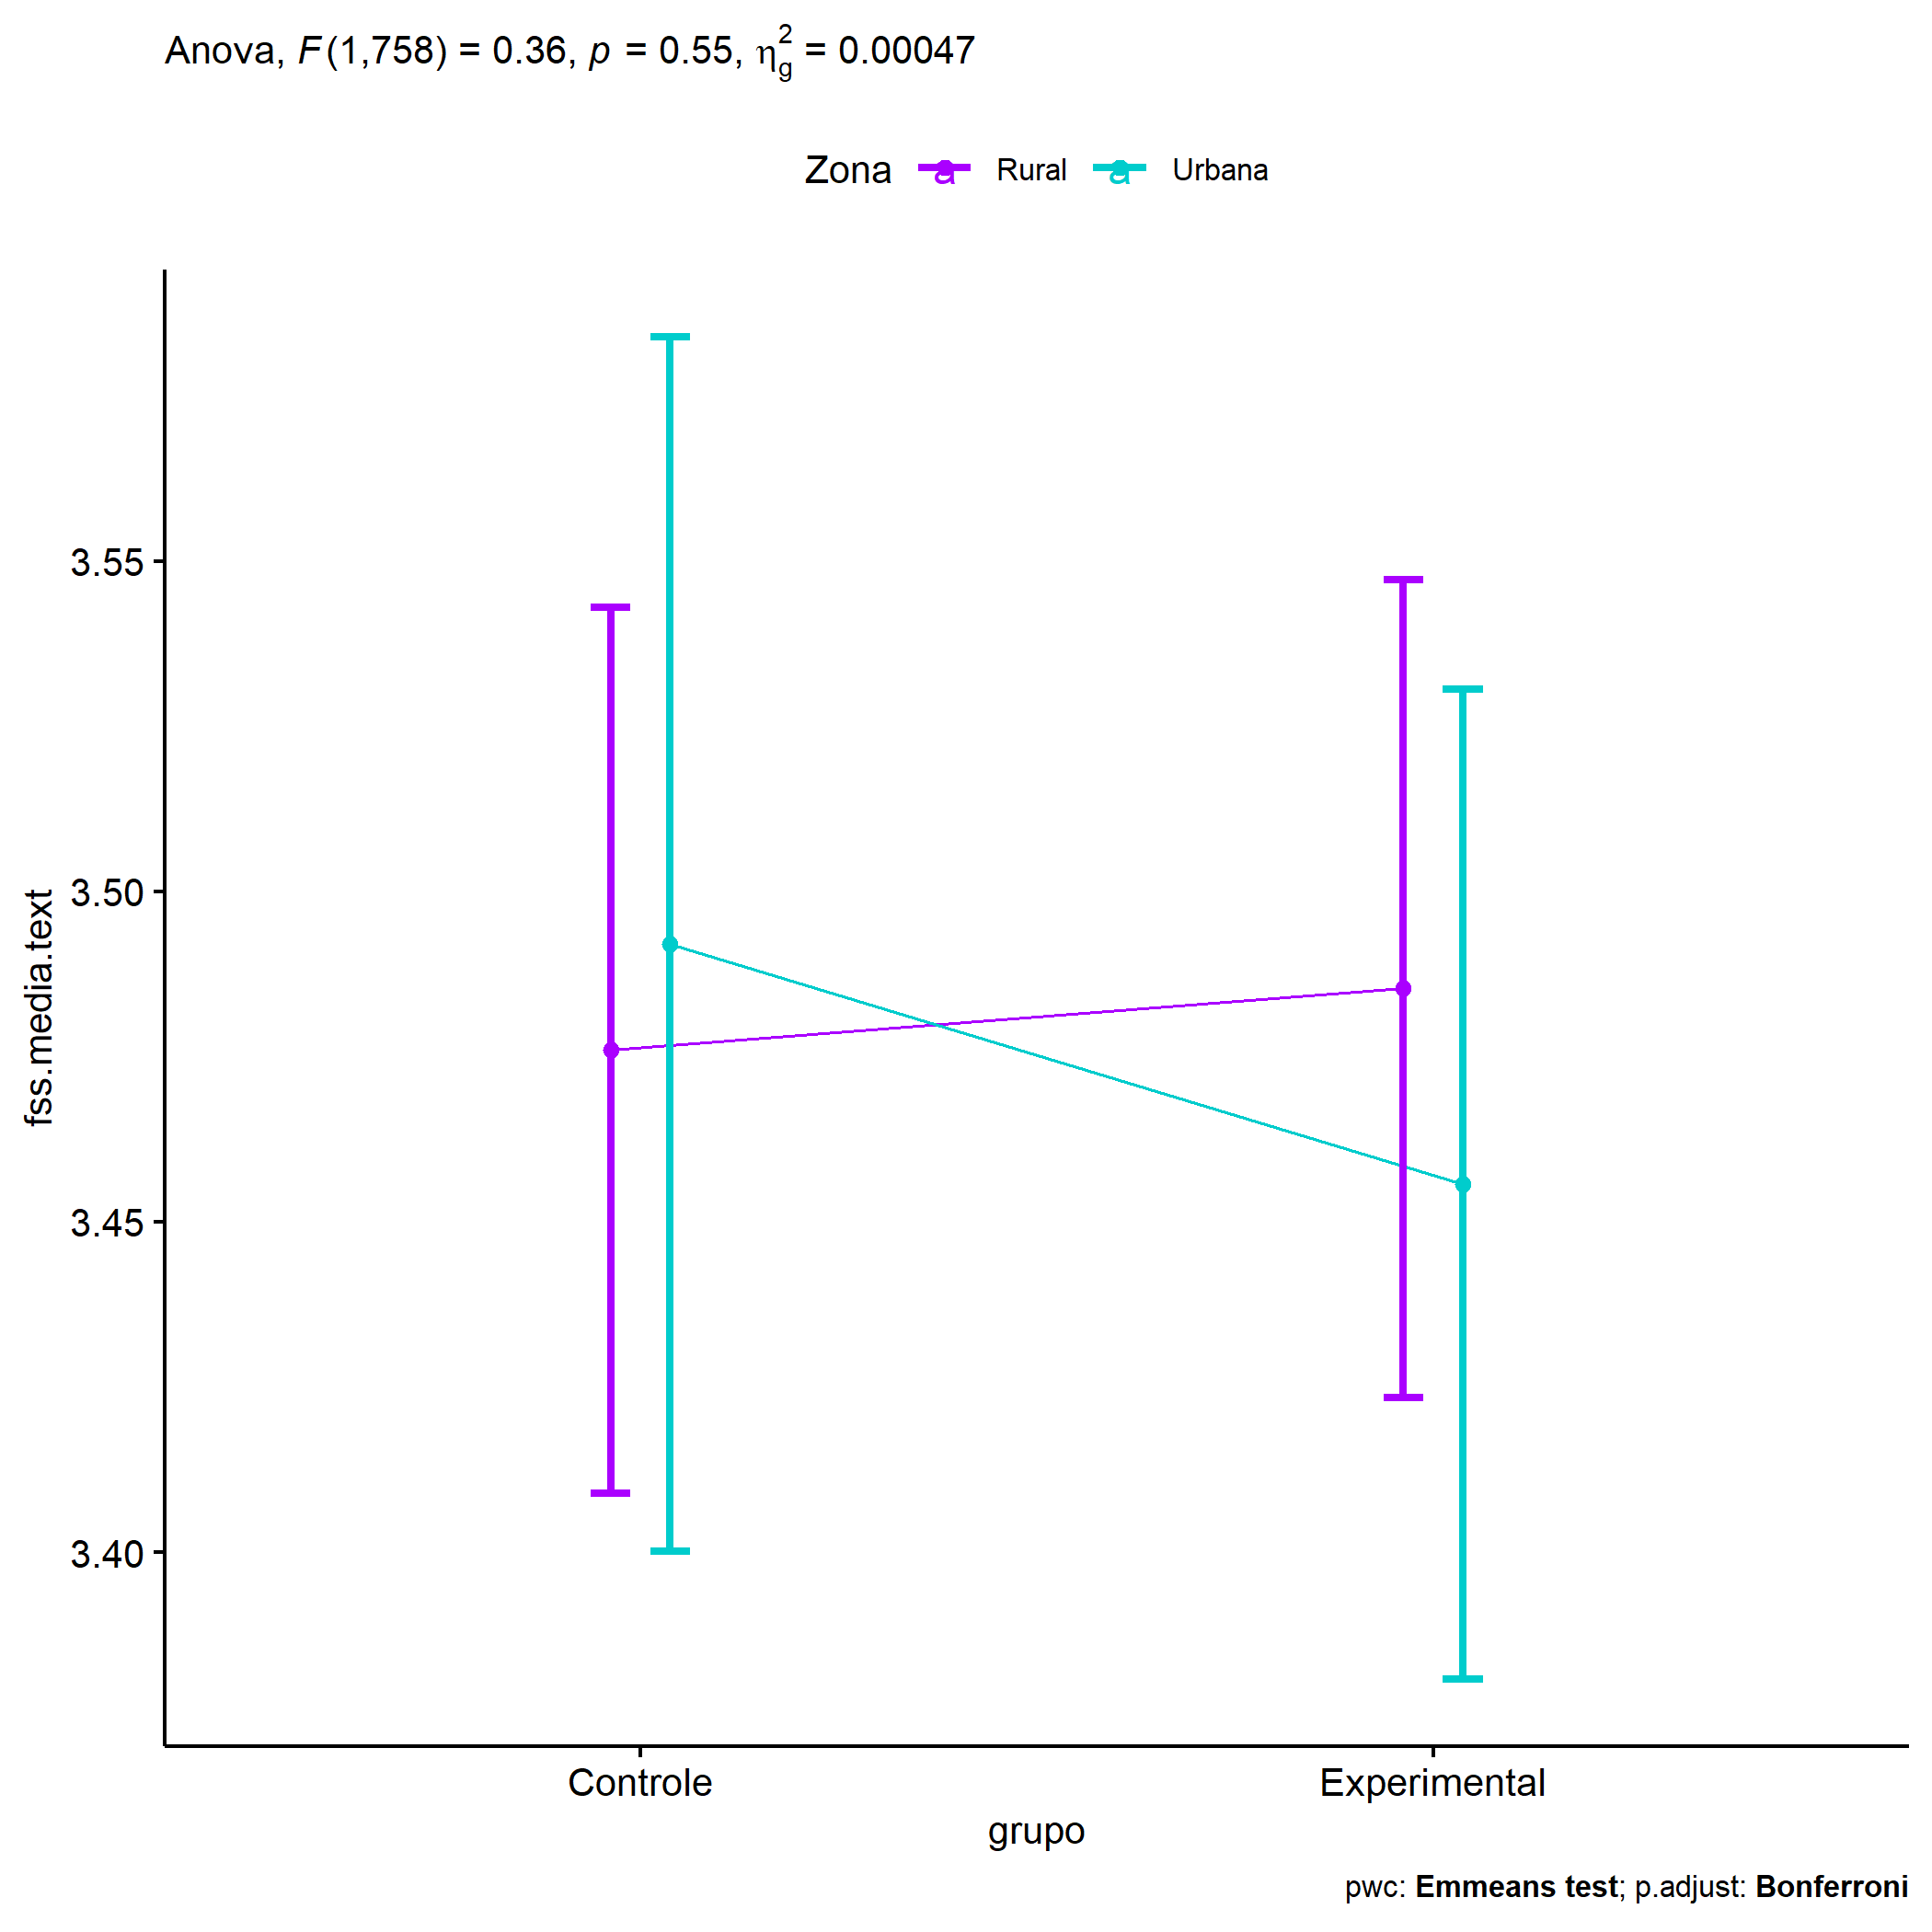 Anova, F(1,758) = 0.36, p = 0.55, η²g = 0.00047
Zona a Rural a Urbana
3.55
3.50
3.45
3.40
fss.media.text
Controle Experimental
grupo
pwc: Emmeans test; p.adjust: Bonferroni